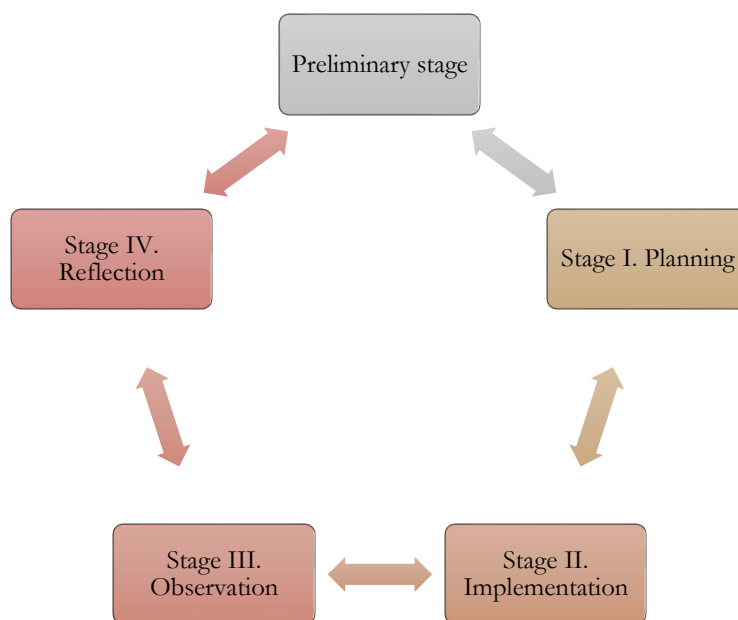 Preliminary stage
Stage I. Planning
Stage II.
Implementation
Stage III.
Observation
Stage IV.
Reflection